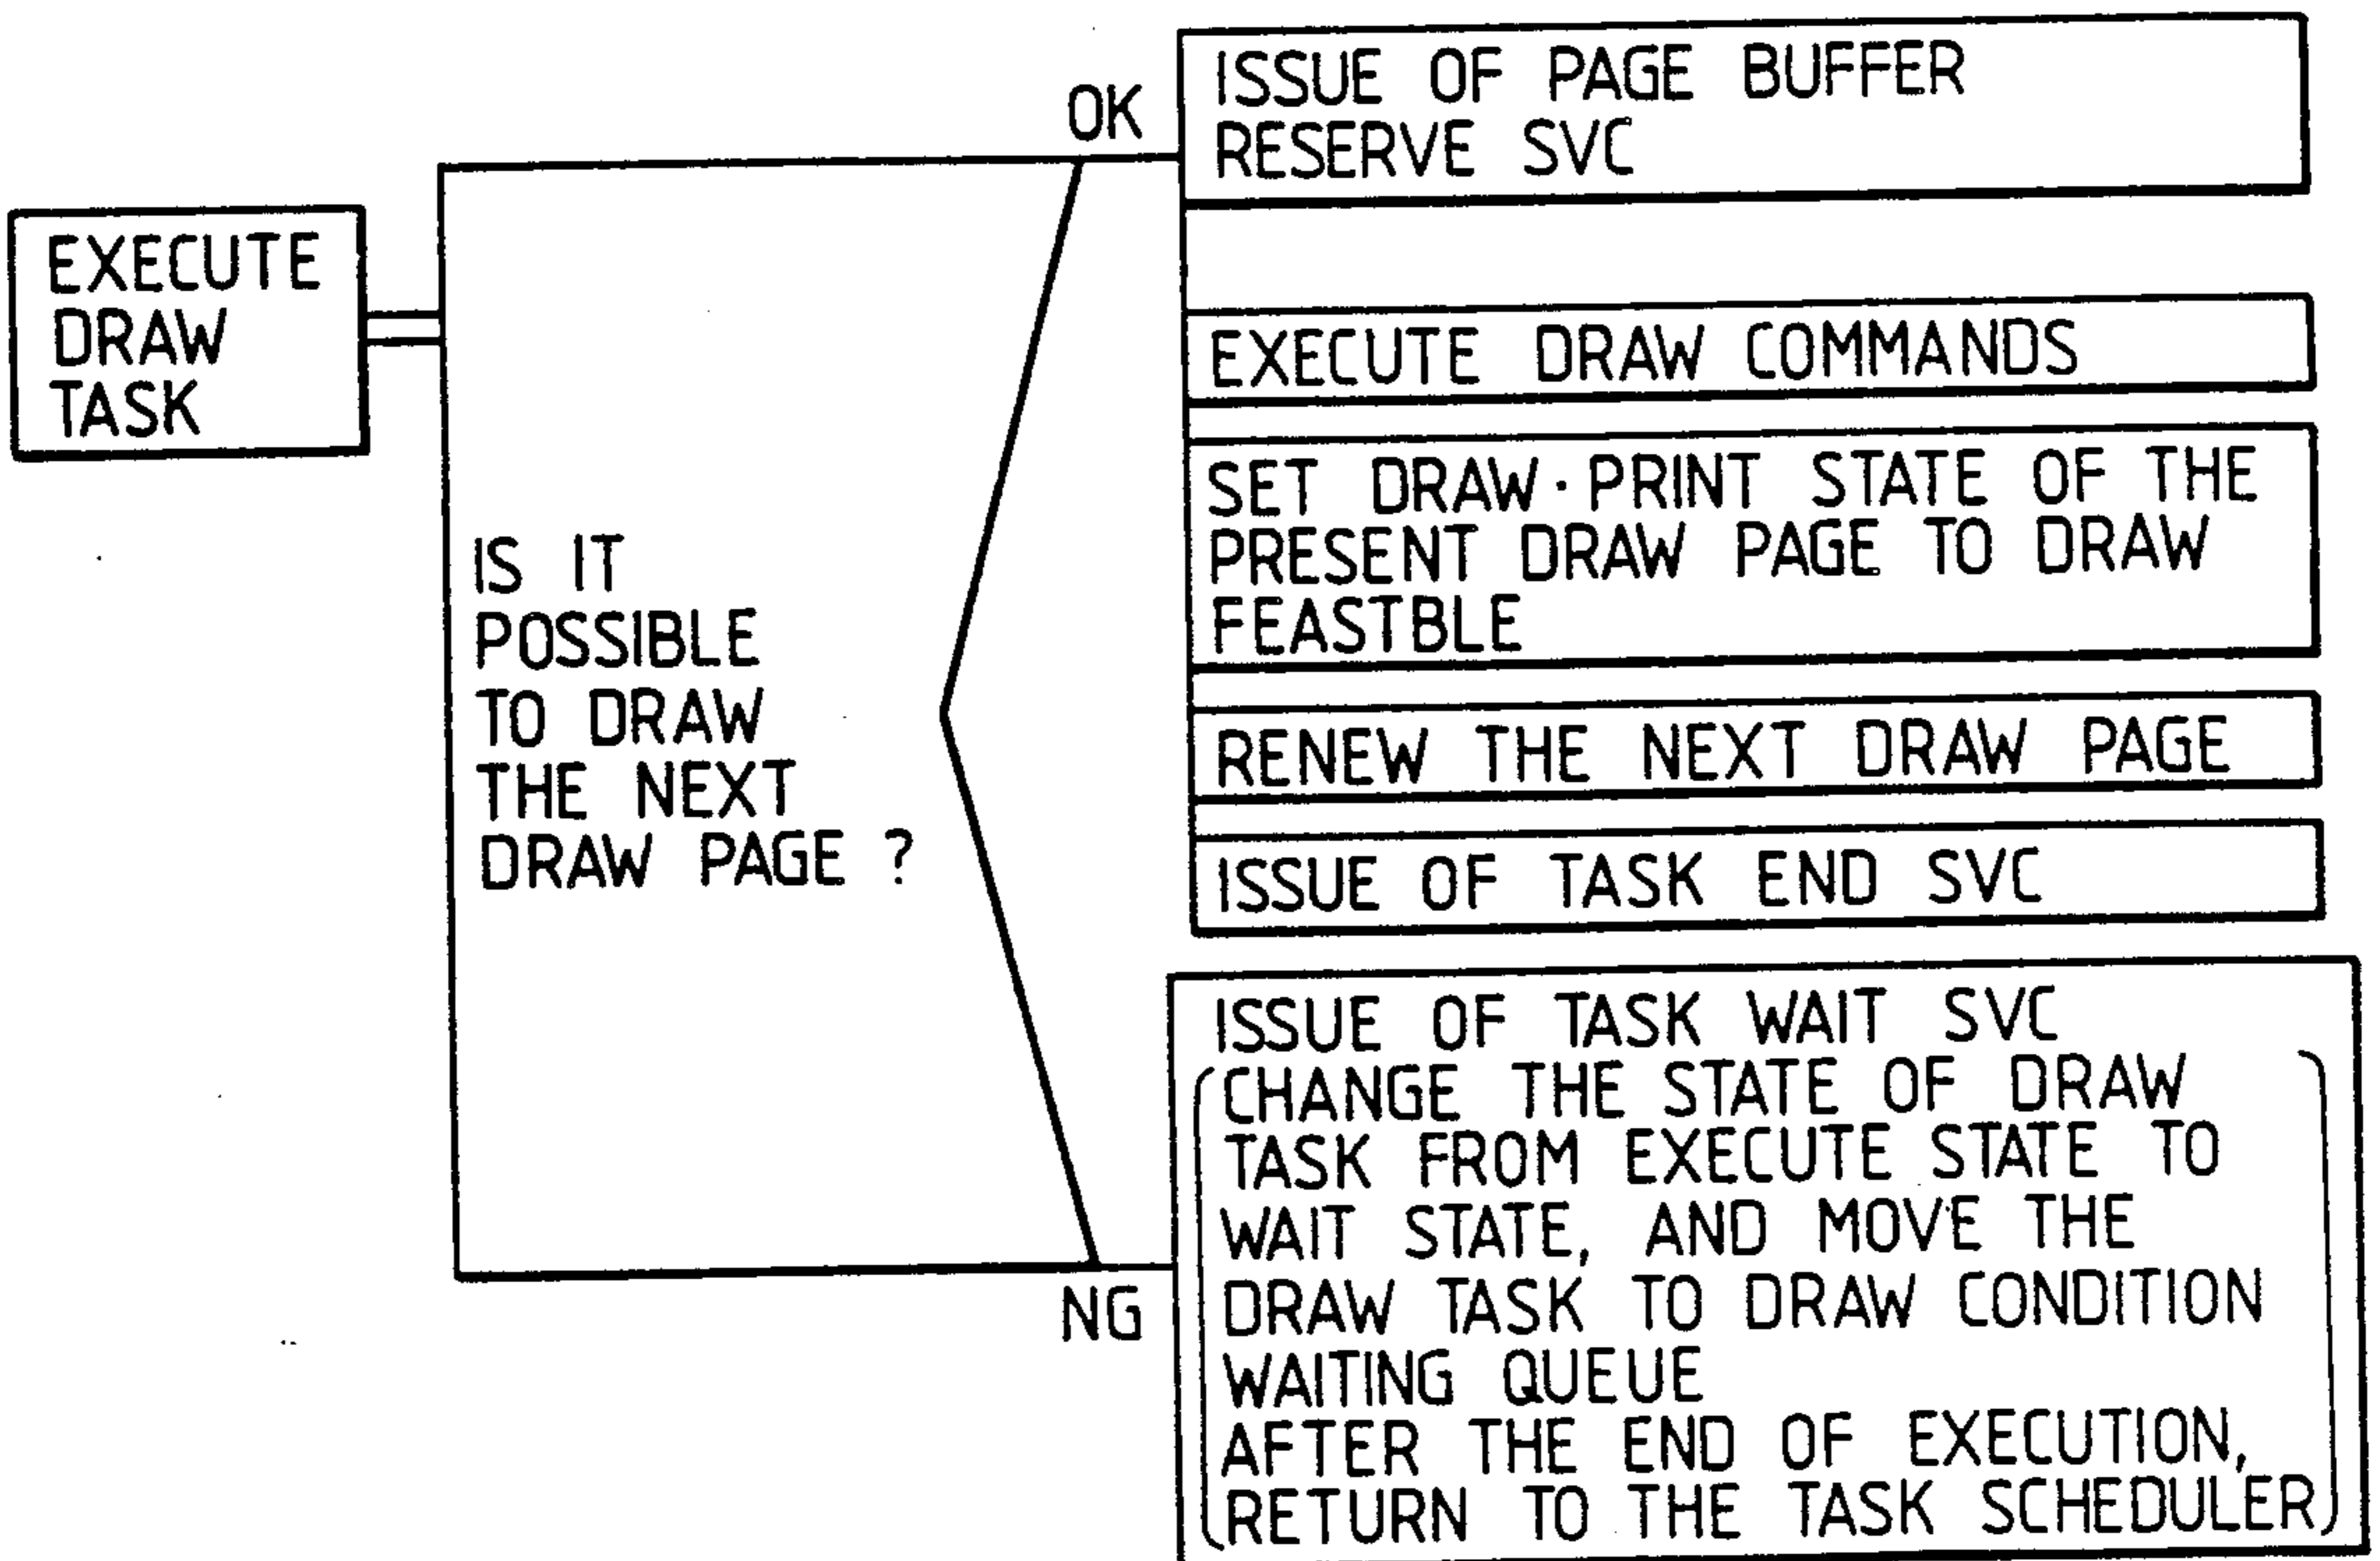 EXECUTE
DRAW
TASK
IS IT
POSSIBLE
TO DRAW
THE NEXT
DRAW PAGE ?
OK
ISSUE OF PAGE BUFFER
RESERVE SVC
EXECUTE DRAW COMMANDS
SET DRAW · PRINT STATE OF THE
PRESENT DRAW PAGE TO DRAW
FEASTBLE
RENEW THE NEXT DRAW PAGE
ISSUE OF TASK END SVC
NG
ISSUE OF TASK WAIT SVC
(CHANGE THE STATE OF DRAW
TASK FROM EXECUTE STATE TO
WAIT STATE, AND MOVE THE
DRAW TASK TO DRAW CONDITION
WAITING QUEUE
AFTER THE END OF EXECUTION,
RETURN TO THE TASK SCHEDULER)